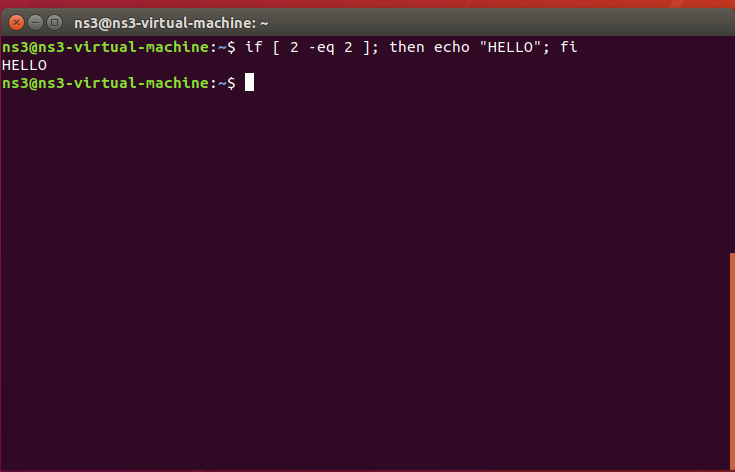 ns3@ns3-virtual-machine: ~
ns3@ns3-virtual-machine:~$ if [ 2 -eq 2 ]; then echo "HELLO"; fi
HELLO
ns3@ns3-virtual-machine:~$